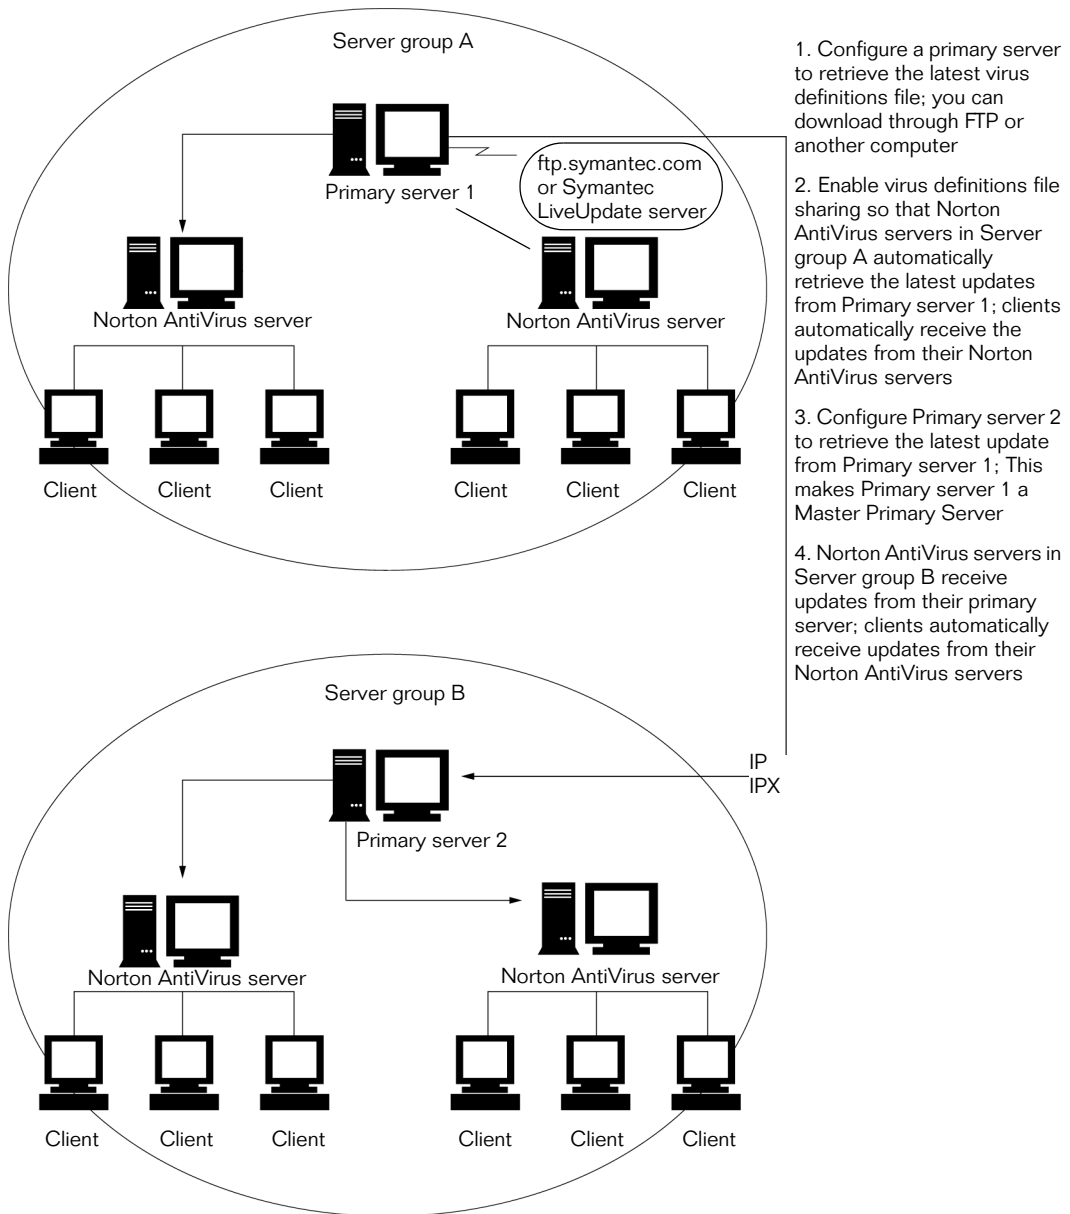 Server group A
Primary server 1
ftp.symantec.com
or Symantec
LiveUpdate server
Norton AntiVirus server
Norton AntiVirus server
Client
Client
Client
Client
Client
Client
1. Configure a primary server
to retrieve the latest virus
definitions file; you can
download through FTP or
another computer
2. Enable virus definitions file
sharing so that Norton
AntiVirus servers in Server
group A automatically
retrieve the latest updates
from Primary server 1; clients
automatically receive the
updates from their Norton
AntiVirus servers
3. Configure Primary server 2
to retrieve the latest update
from Primary server 1; This
makes Primary server 1 a
Master Primary Server
4. Norton AntiVirus servers in
Server group B receive
updates from their primary
server; clients automatically
receive updates from their
Norton AntiVirus servers
Server group B
IP
IPX
Primary server 2
Norton AntiVirus server
Norton AntiVirus server
Client
Client
Client
Client
Client
Client